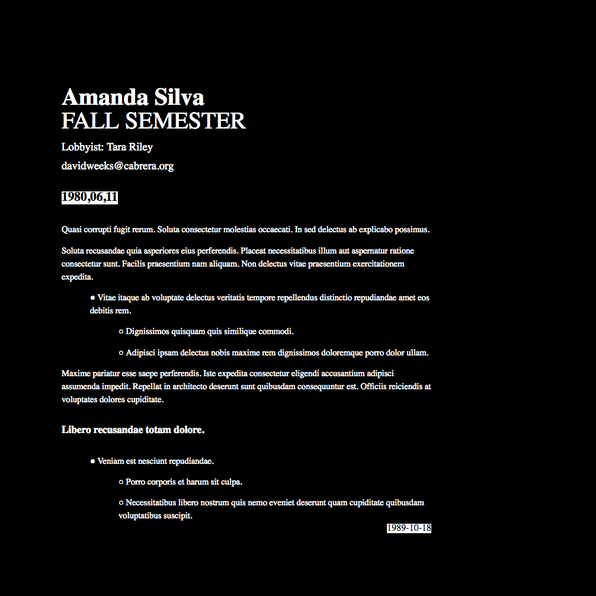 Amanda Silva
FALL SEMESTER
Lobbyist: Tara Riley
davidweeks@cabrera.org
1980,06,11
Quasi corrupti fugit rerum. Soluta consectetur molestias occaecati. In sed delectus ab explicabo possimus.
Soluta recusandae quia asperiores eius perferendis. Placeat necessitatibus illum aut aspernatur ratione
consectetur sunt. Facilis praesentium nam aliquam. Non delectus vitae praesentium exercitationem
expedita.
● Vitae itaque ab voluptate delectus veritatis tempore repellendus distinctio repudiandae amet eos
debitis rem.
○ Dignissimos quisquam quis similique commodi.
○ Adipisci ipsam delectus nobis maxime rem dignissimos doloremque porro dolor ullam.
Maxime pariatur esse saepe perferendis. Iste expedita consectetur eligendi accusantium adipisci
assumenda impedit. Repellat in architecto deserunt sunt quibusdam consequuntur est. Officiis reiciendis at
voluptates dolores cupiditate.
Libero recusandae totam dolore.
● Veniam est nesciunt repudiandae.
○ Porro corporis et harum sit culpa.
○ Necessitatibus libero nostrum quis nemo eveniet deserunt quam cupiditate quibusdam
voluptatibus suscipit.
1989-10-18